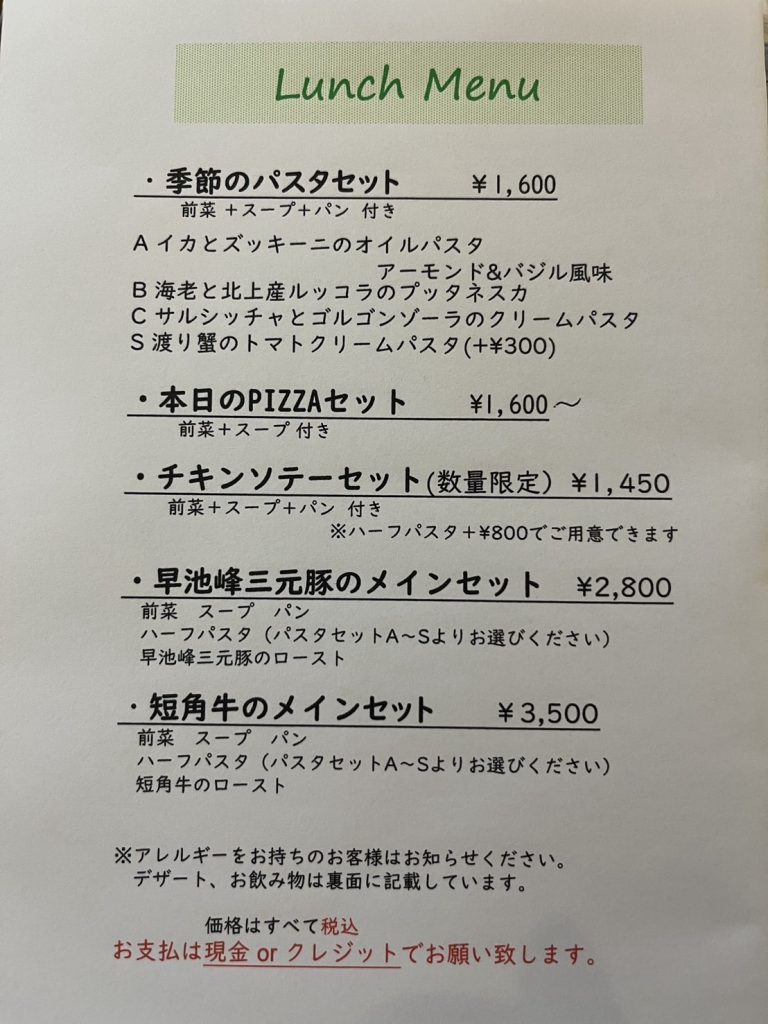 Lunch Menu
・季節のパスタセット ¥1,600
前菜＋スープ＋パン 付き
A イカとズッキーニのオイルパスタ
アーモンド&バジル風味
B 海老と北上産ルッコラのプッタネスカ
C サルシッチャとゴルゴンゾーラのクリームパスタ
S 渡り蟹のトマトクリームパスタ(+¥300)
・本日のPIZZAセット ¥1,600〜
前菜＋スープ 付き
・チキンソテーセット(数量限定） ¥1,450
前菜＋スープ＋パン 付き
※ハーフパスタ＋¥800でご用意できます
・早池峰三元豚のメインセット ¥2,800
前菜 スープ パン
ハーフパスタ（パスタセットA〜Sよりお選びください）
早池峰三元豚のロースト
・短角牛のメインセット ¥3,500
前菜 スープ パン
ハーフパスタ（パスタセットA〜Sよりお選びください）
短角牛のロースト
※アレルギーをお持ちのお客様はお知らせください。
デザート、お飲み物は裏面に記載しています。
価格はすべて税込
お支払は現金 or クレジットでお願い致します。